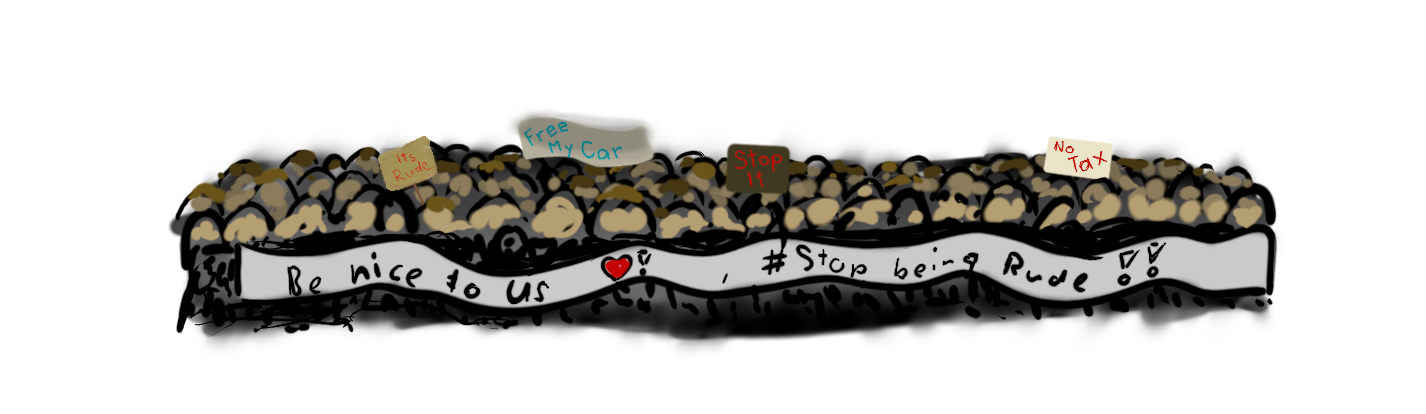 ITs
Rude
Free
My Car
Stop
It
No
Tax
Be nice to us ❤!, #Stop being Rude !!